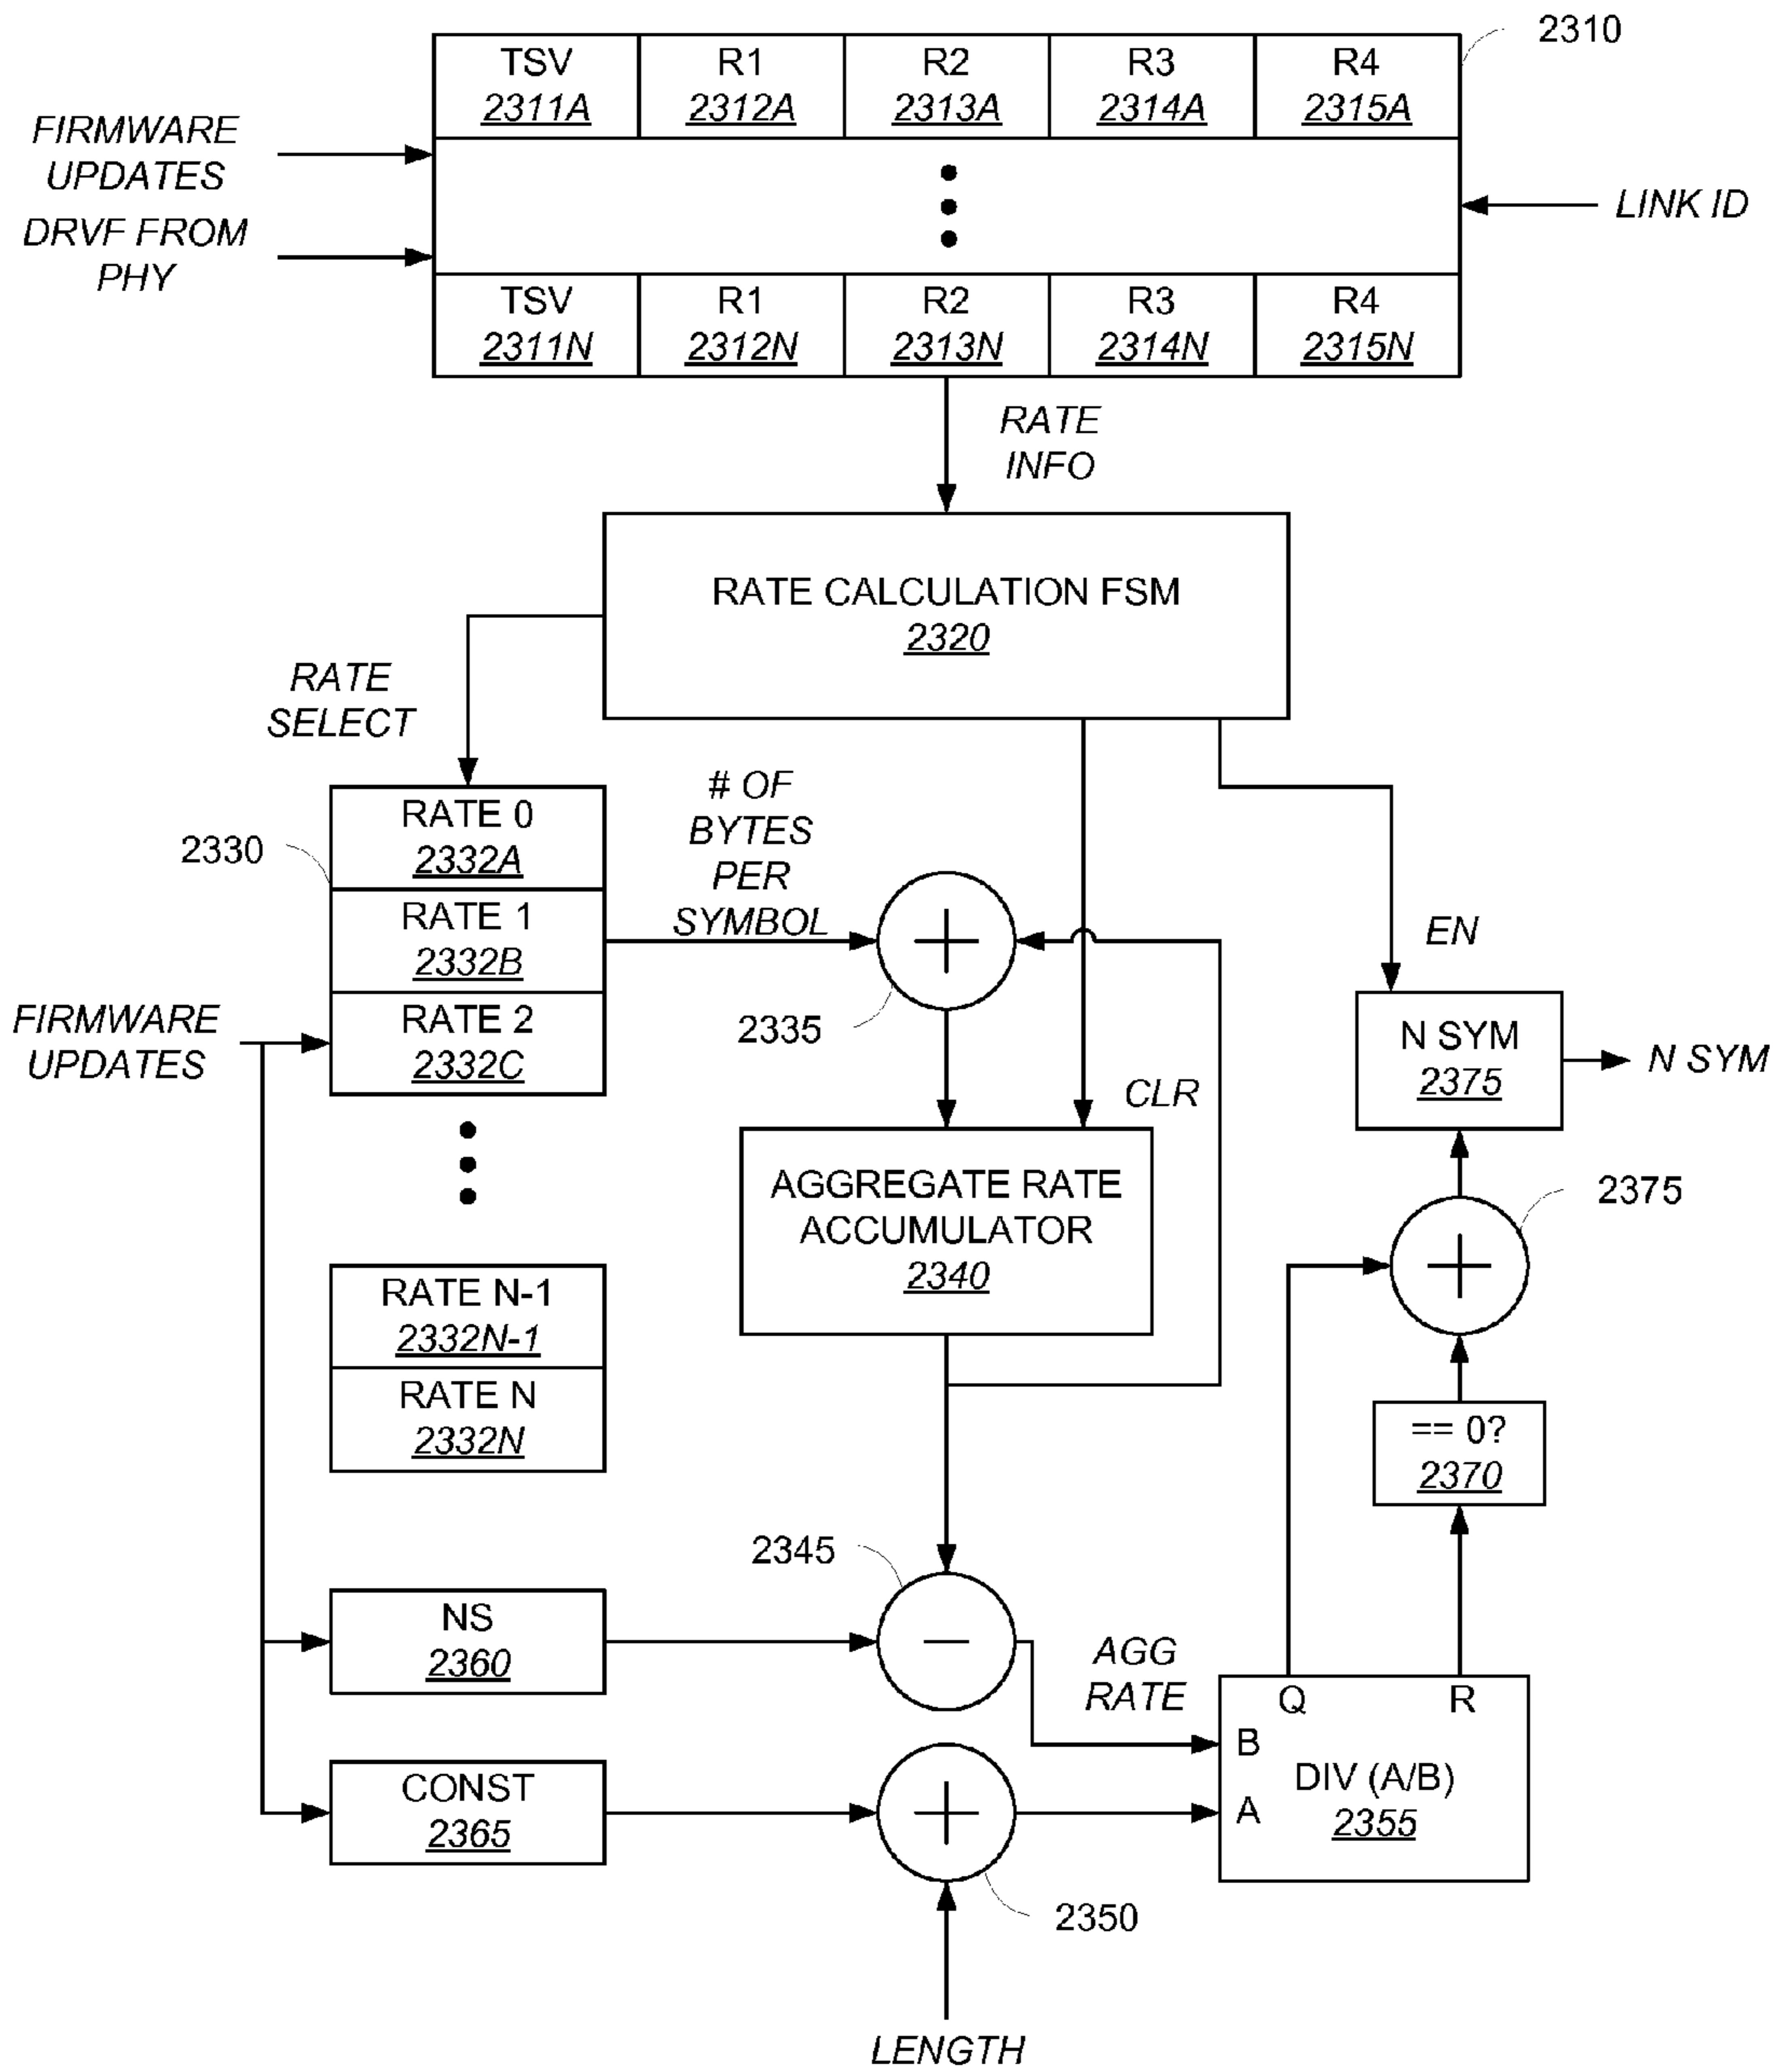 2310
TSV R1 R2 R3 R4
2311A 2312A 2313A 2314A 2315A
FIRMWARE
UPDATES
DRVF FROM
PHY
LINK ID
TSV R1 R2 R3 R4
2311N 2312N 2313N 2314N 2315N
RATE
INFO
RATE CALCULATION FSM
2320
RATE
SELECT
# OF
BYTES
PER
SYMBOL
2330
RATE 0
2332A
RATE 1
2332B
RATE 2
2332C
EN
2335
FIRMWARE
UPDATES
N SYM
2375
N SYM
CLR
AGGREGATE RATE
ACCUMULATOR
2340
2375
RATE N-1
2332N-1
RATE N
2332N
== 0?
2370
2345
NS
2360
AGG
RATE
Q R
B
A
DIV (A/B)
2355
CONST
2365
2350
LENGTH